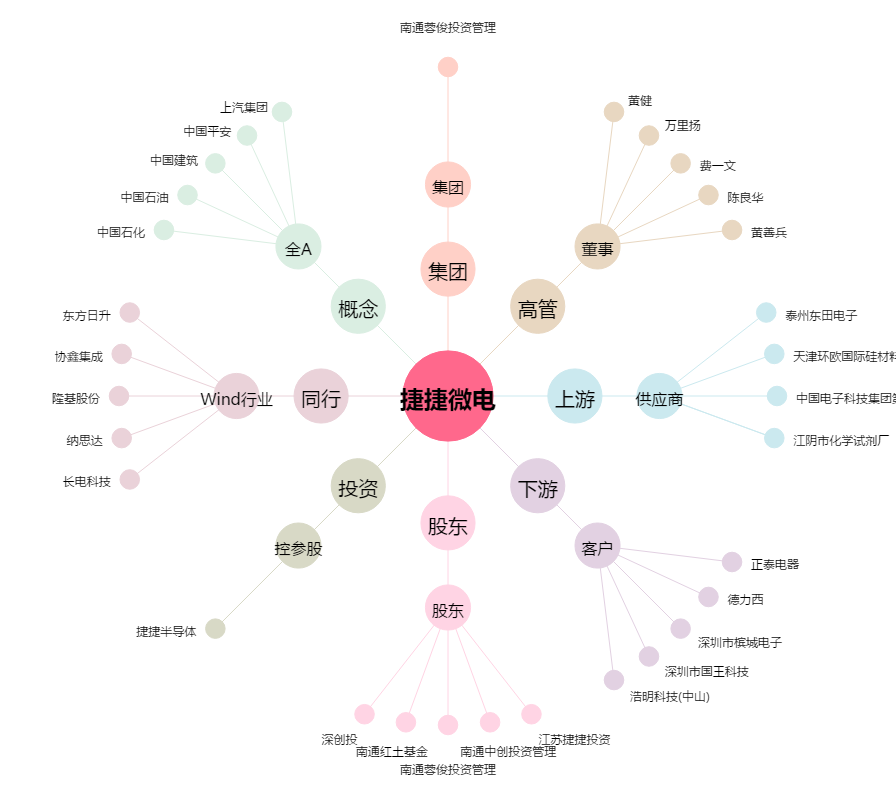 南通蓉俊投资管理
上汽集团
中国平安
中国建筑
中国石油
中国石化
全A
概念
集团
集团
黄健
万里扬
费一文
陈良华
黄善兵
董事
高管
东方日升
协鑫集成
隆基股份
纳思达
长电科技
Wind行业
同行
捷捷微电
上游
供应商
泰州东田电子
天津环欧国际硅材料
中国电子科技集团
江阴市化学试剂厂
投资
控参股
捷捷半导体
股东
股东
深创投
南通红土基金
南通蓉俊投资管理
南通中创投资管理
江苏捷捷投资
下游
客户
正泰电器
德力西
深圳市槟城电子
深圳市国王科技
浩明科技(中山)